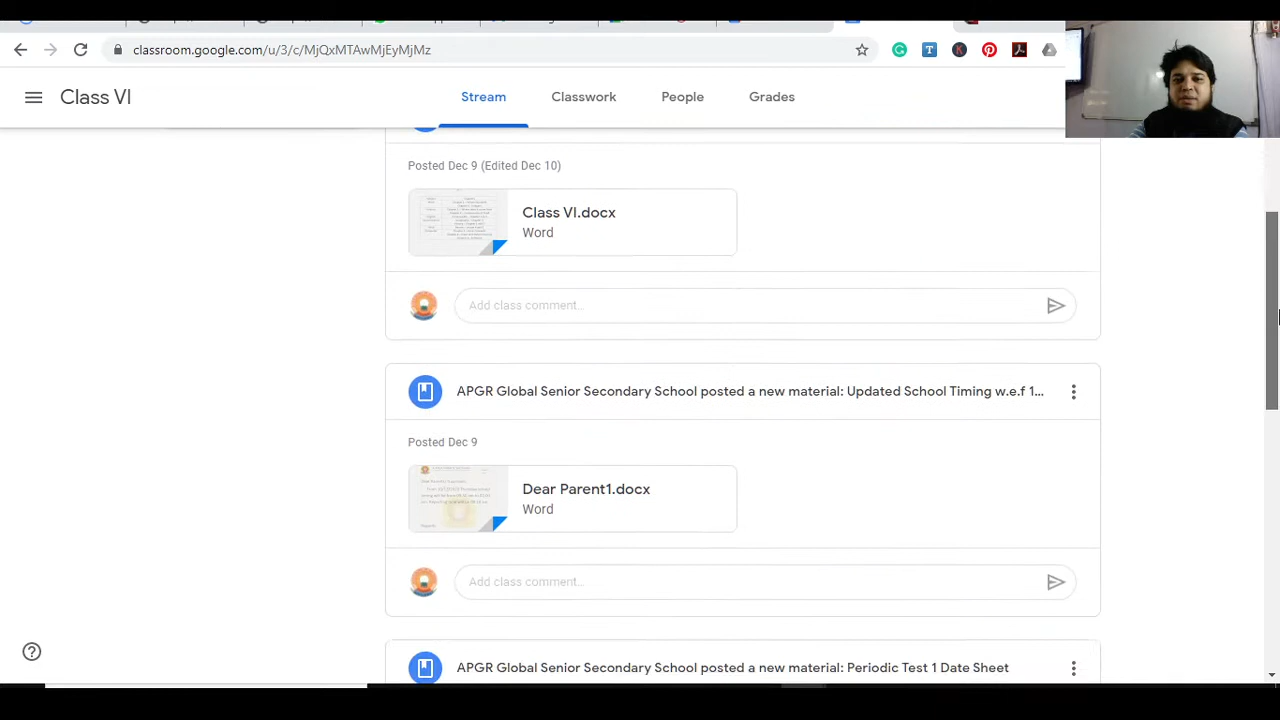 classroom.google.com/u/3/c/MjQxMTAwMjEyMjMz
Class VI
Stream
Classwork
People
Grades
Posted Dec 9 (Edited Dec 10)
Class VI.docx
Word
Add class comment...
APGR Global Senior Secondary School posted a new material: Updated School Timing w.e.f 1...
Posted Dec 9
Dear Parent1.docx
Word
Add class comment...
APGR Global Senior Secondary School posted a new material: Periodic Test 1 Date Sheet